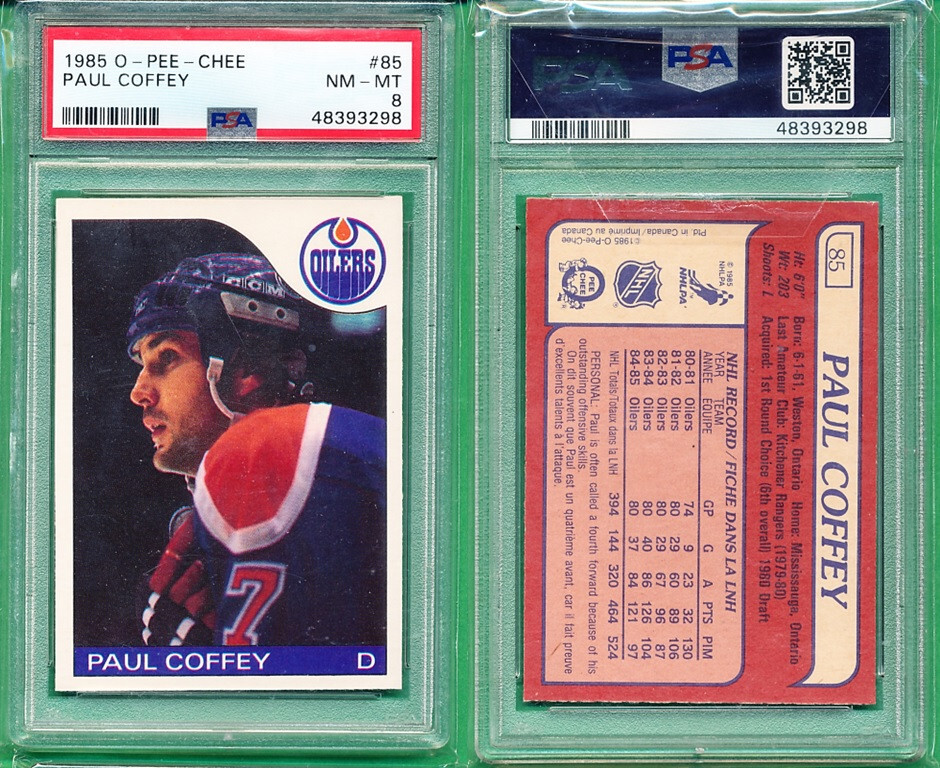 1985 O-PEE-CHEE #85
PAUL COFFEY NM-MT
8
PSA 48393298
OILERS
CCM
7
PAUL COFFEY D
PSA
PSA
48393298
85
PAUL COFFEY
Ht: 6'0" Born: 6-1-61, Weston, Ontario Home: Mississauga, Ontario
Wt: 203 Last Amateur Club: Kitchener Rangers (1979-80)
Shoots: L Acquired: 1st Round Choice (6th overall) 1980 Draft
© 1985
NHLPA
NHLPA
NHL
O
PEE
CHEE
©1985 O-Pee-Chee
Ptd. in Canada/Imprimé au Canada
NHL RECORD/FICHE DANS LA LNH
YEAR TEAM
ANNÉE ÉQUIPE GP G A PTS PIM
80-81 Oilers 74 9 23 32 130
81-82 Oilers 80 29 60 89 106
82-83 Oilers 80 29 67 96 87
83-84 Oilers 80 40 86 126 104
84-85 Oilers 80 37 84 121 97
NHL Totals/Totaux dans la LNH 394 144 320 464 524
PERSONAL: Paul is often called a fourth forward because of his
outstanding offensive skills.
On dit souvent que Paul est un quatrième avant, car il fait preuve
d'excellents talents à l'attaque.